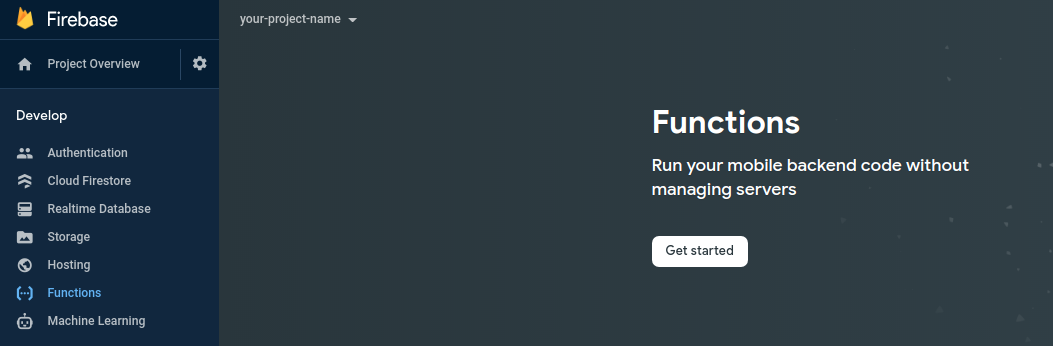 Firebase
your-project-name
Project Overview
Develop
Authentication
Cloud Firestore
Realtime Database
Storage
Hosting
Functions
Machine Learning
Functions
Run your mobile backend code without
managing servers
Get started